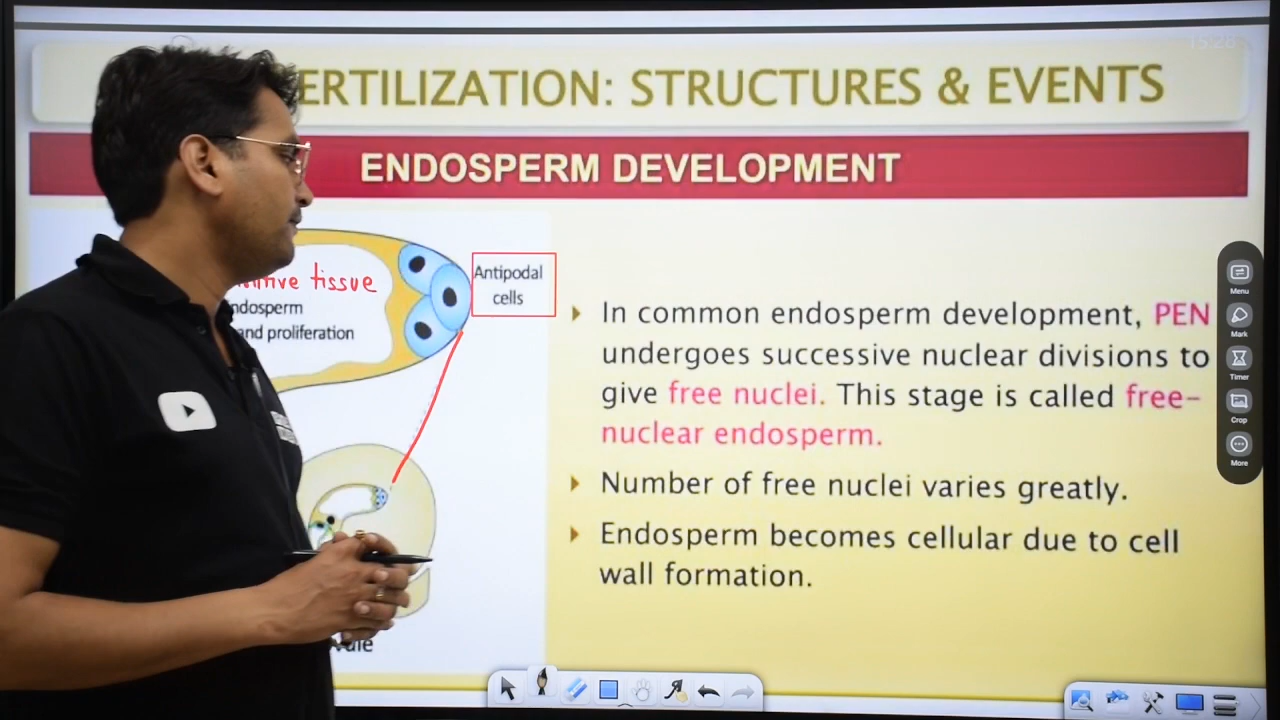 ERTILIZATION: STRUCTURES & EVENTS
ENDOSPERM DEVELOPMENT
tissue
Antipodal
cells
ndosperm
and proliferation
In common endosperm development, PEN
undergoes successive nuclear divisions to
give free nuclei. This stage is called free-
nuclear endosperm.
Number of free nuclei varies greatly.
Endosperm becomes cellular due to cell
wall formation.
Menu
Mark
Timer
Crop
More